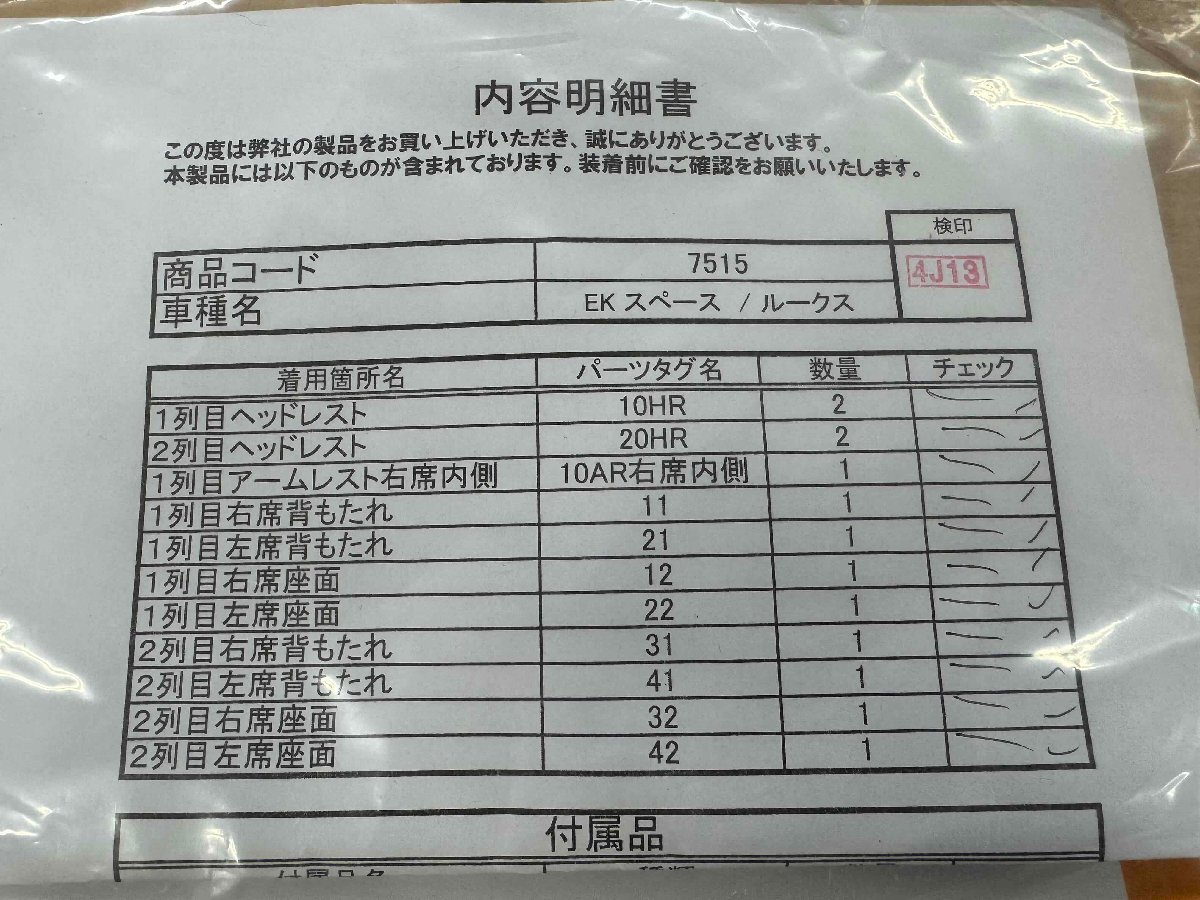 内容明細書
この度は弊社の製品をお買い上げいただき、誠にありがとうございます。
本製品には以下のものが含まれております。装着前にご確認をお願いいたします。
検印
商品コード 7515 4J13
車種名 EK スペース / ルークス
着用箇所名 パーツタグ名 数量 チェック
1列目ヘッドレスト 10HR 2
2列目ヘッドレスト 20HR 2
1列目アームレスト右席内側 10AR右席内側 1
1列目右席背もたれ 11 1
1列目左席背もたれ 21 1
1列目右席座面 12 1
1列目左席座面 22 1
2列目右席背もたれ 31 1
2列目左席背もたれ 41 1
2列目右席座面 32 1
2列目左席座面 42 1
付属品
付属品名